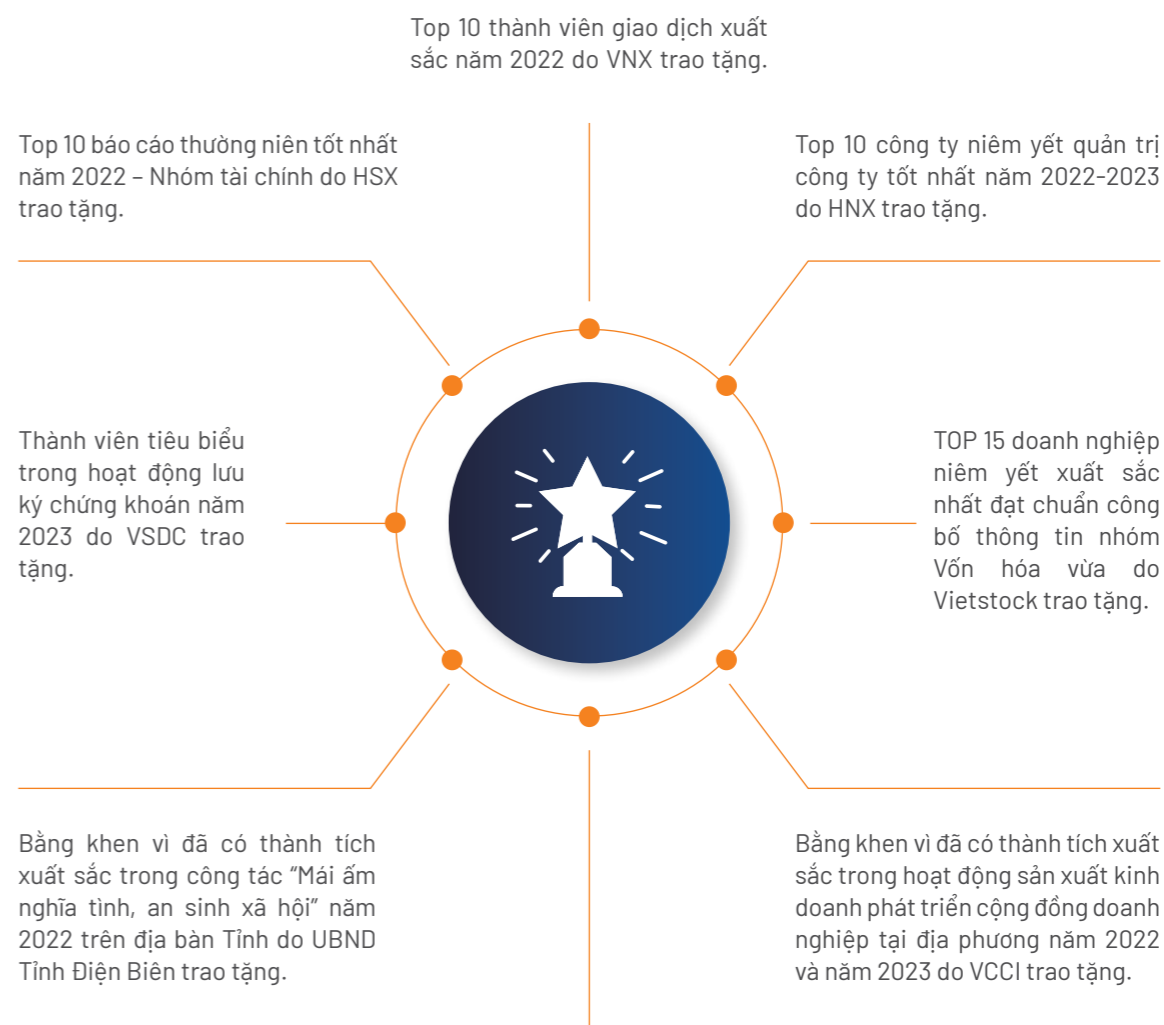 Top 10 thành viên giao dịch xuất
sắc năm 2022 do VNX trao tặng.
Top 10 báo cáo thường niên tốt nhất
năm 2022 – Nhóm tài chính do HSX
trao tặng.
Top 10 công ty niêm yết quản trị
công ty tốt nhất năm 2022-2023
do HNX trao tặng.
Thành viên tiêu biểu
trong hoạt động lưu
ký chứng khoán năm
2023 do VSDC trao
tặng.
TOP 15 doanh nghiệp
niêm yết xuất sắc
nhất đạt chuẩn công
bố thông tin nhóm
Vốn hóa vừa do
Vietstock trao tặng.
Bằng khen vì đã có thành tích
xuất sắc trong công tác “Mái ấm
nghĩa tình, an sinh xã hội” năm
2022 trên địa bàn Tỉnh do UBND
Tỉnh Điện Biên trao tặng.
Bằng khen vì đã có thành tích xuất
sắc trong hoạt động sản xuất kinh
doanh phát triển cộng đồng doanh
nghiệp tại địa phương năm 2022
và năm 2023 do VCCI trao tặng.